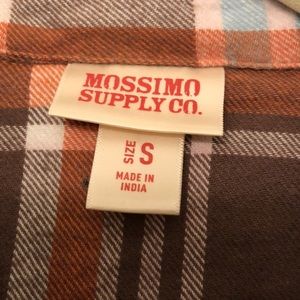 MOSSIMO
SUPPLY CO.
SIZE S
MADE IN
INDIA